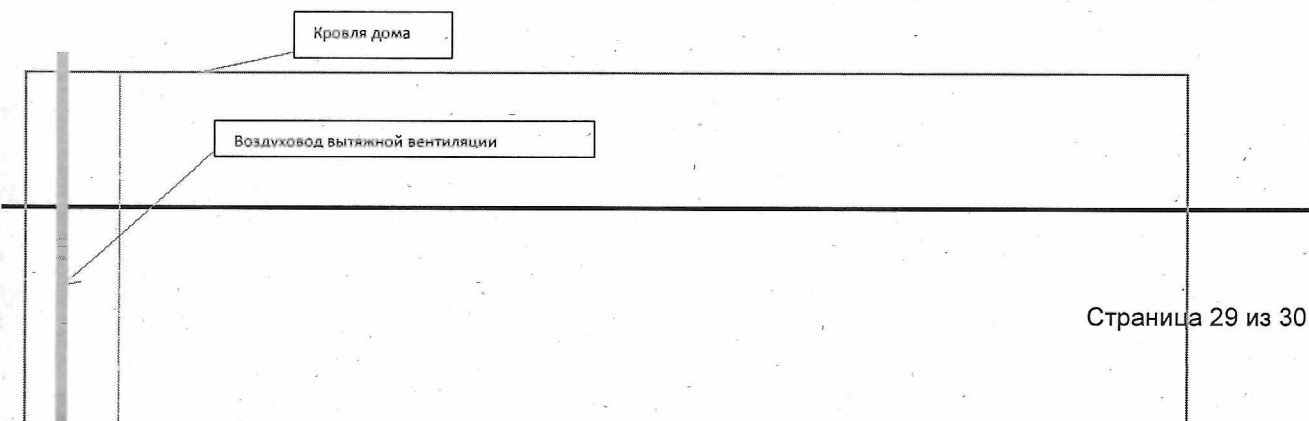 Кровля дома
Воздуховод вытяжной вентиляции
Страница 29 из 30